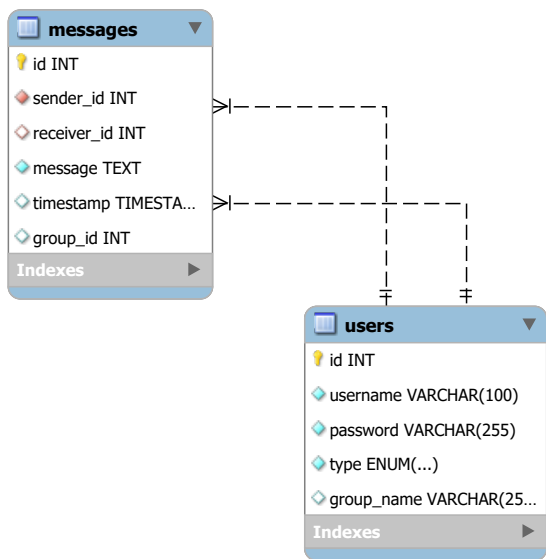 messages
id INT
sender_id INT
receiver_id INT
message TEXT
timestamp TIMESTA...
group_id INT
Indexes
users
id INT
username VARCHAR(100)
password VARCHAR(255)
type ENUM(...)
group_name VARCHAR(25...
Indexes